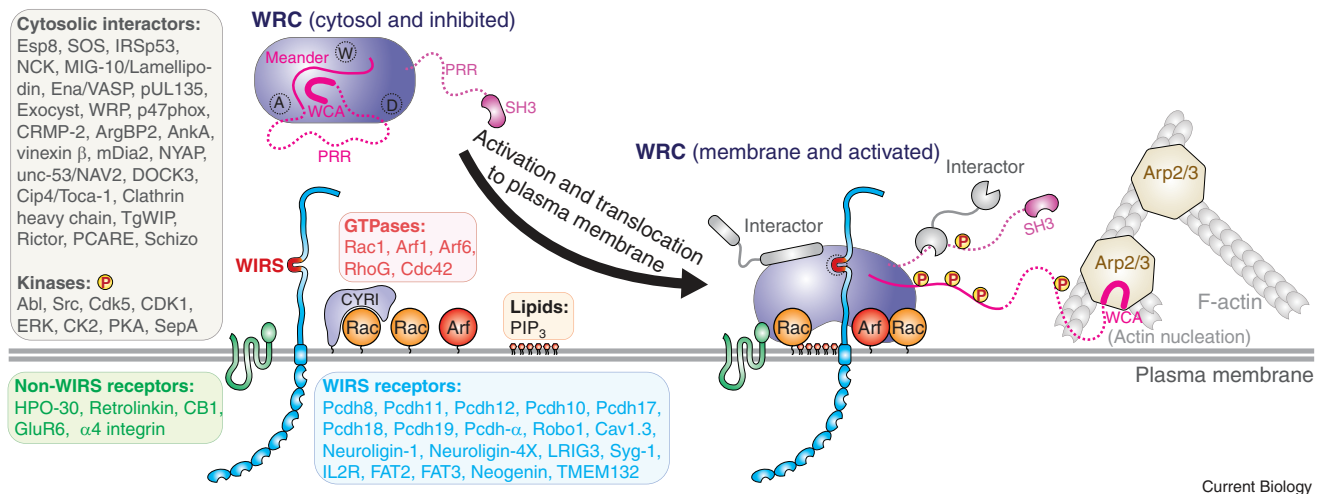 Cytosolic interactors:
Esp8, SOS, IRSp53,
NCK, MIG-10/Lamellipo-
din, Ena/VASP, pUL135,
Exocyst, WRP, p47phox,
CRMP-2, ArgBP2, AnkA,
vinexin β, mDia2, NYAP,
unc-53/NAV2, DOCK3,
Cip4/Toca-1, Clathrin
heavy chain, TgWIP,
Rictor, PCARE, Schizo
Kinases: P
Abl, Src, Cdk5, CDK1,
ERK, CK2, PKA, SepA
WRC (cytosol and inhibited)
Meander
W
A
D
WCA
PRR
PRR
SH3
Activation and translocation
to plasma membrane
WIRS
GTPases:
Rac1, Arf1, Arf6,
RhoG, Cdc42
CYRI
Rac
Rac
Arf
Lipids:
PIP3
WRC (membrane and activated)
Interactor
Interactor
SH3
P
P
P
P
P
Rac
Arf
Rac
Arp2/3
Arp2/3
WCA
F-actin
(Actin nucleation)
Plasma membrane
Non-WIRS receptors:
HPO-30, Retrolinkin, CB1,
GluR6, α4 integrin
WIRS receptors:
Pcdh8, Pcdh11, Pcdh12, Pcdh10, Pcdh17,
Pcdh18, Pcdh19, Pcdh-α, Robo1, Cav1.3,
Neuroligin-1, Neuroligin-4X, LRIG3, Syg-1,
IL2R, FAT2, FAT3, Neogenin, TMEM132
Current Biology